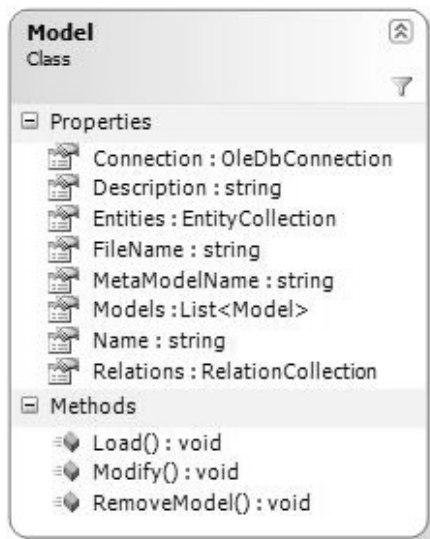 Model
Class
Properties
Connection : OleDbConnection
Description : string
Entities : EntityCollection
FileName : string
MetaModelName : string
Models :List<Model>
Name : string
Relations : RelationCollection
Methods
Load() : void
Modify() : void
RemoveModel() : void